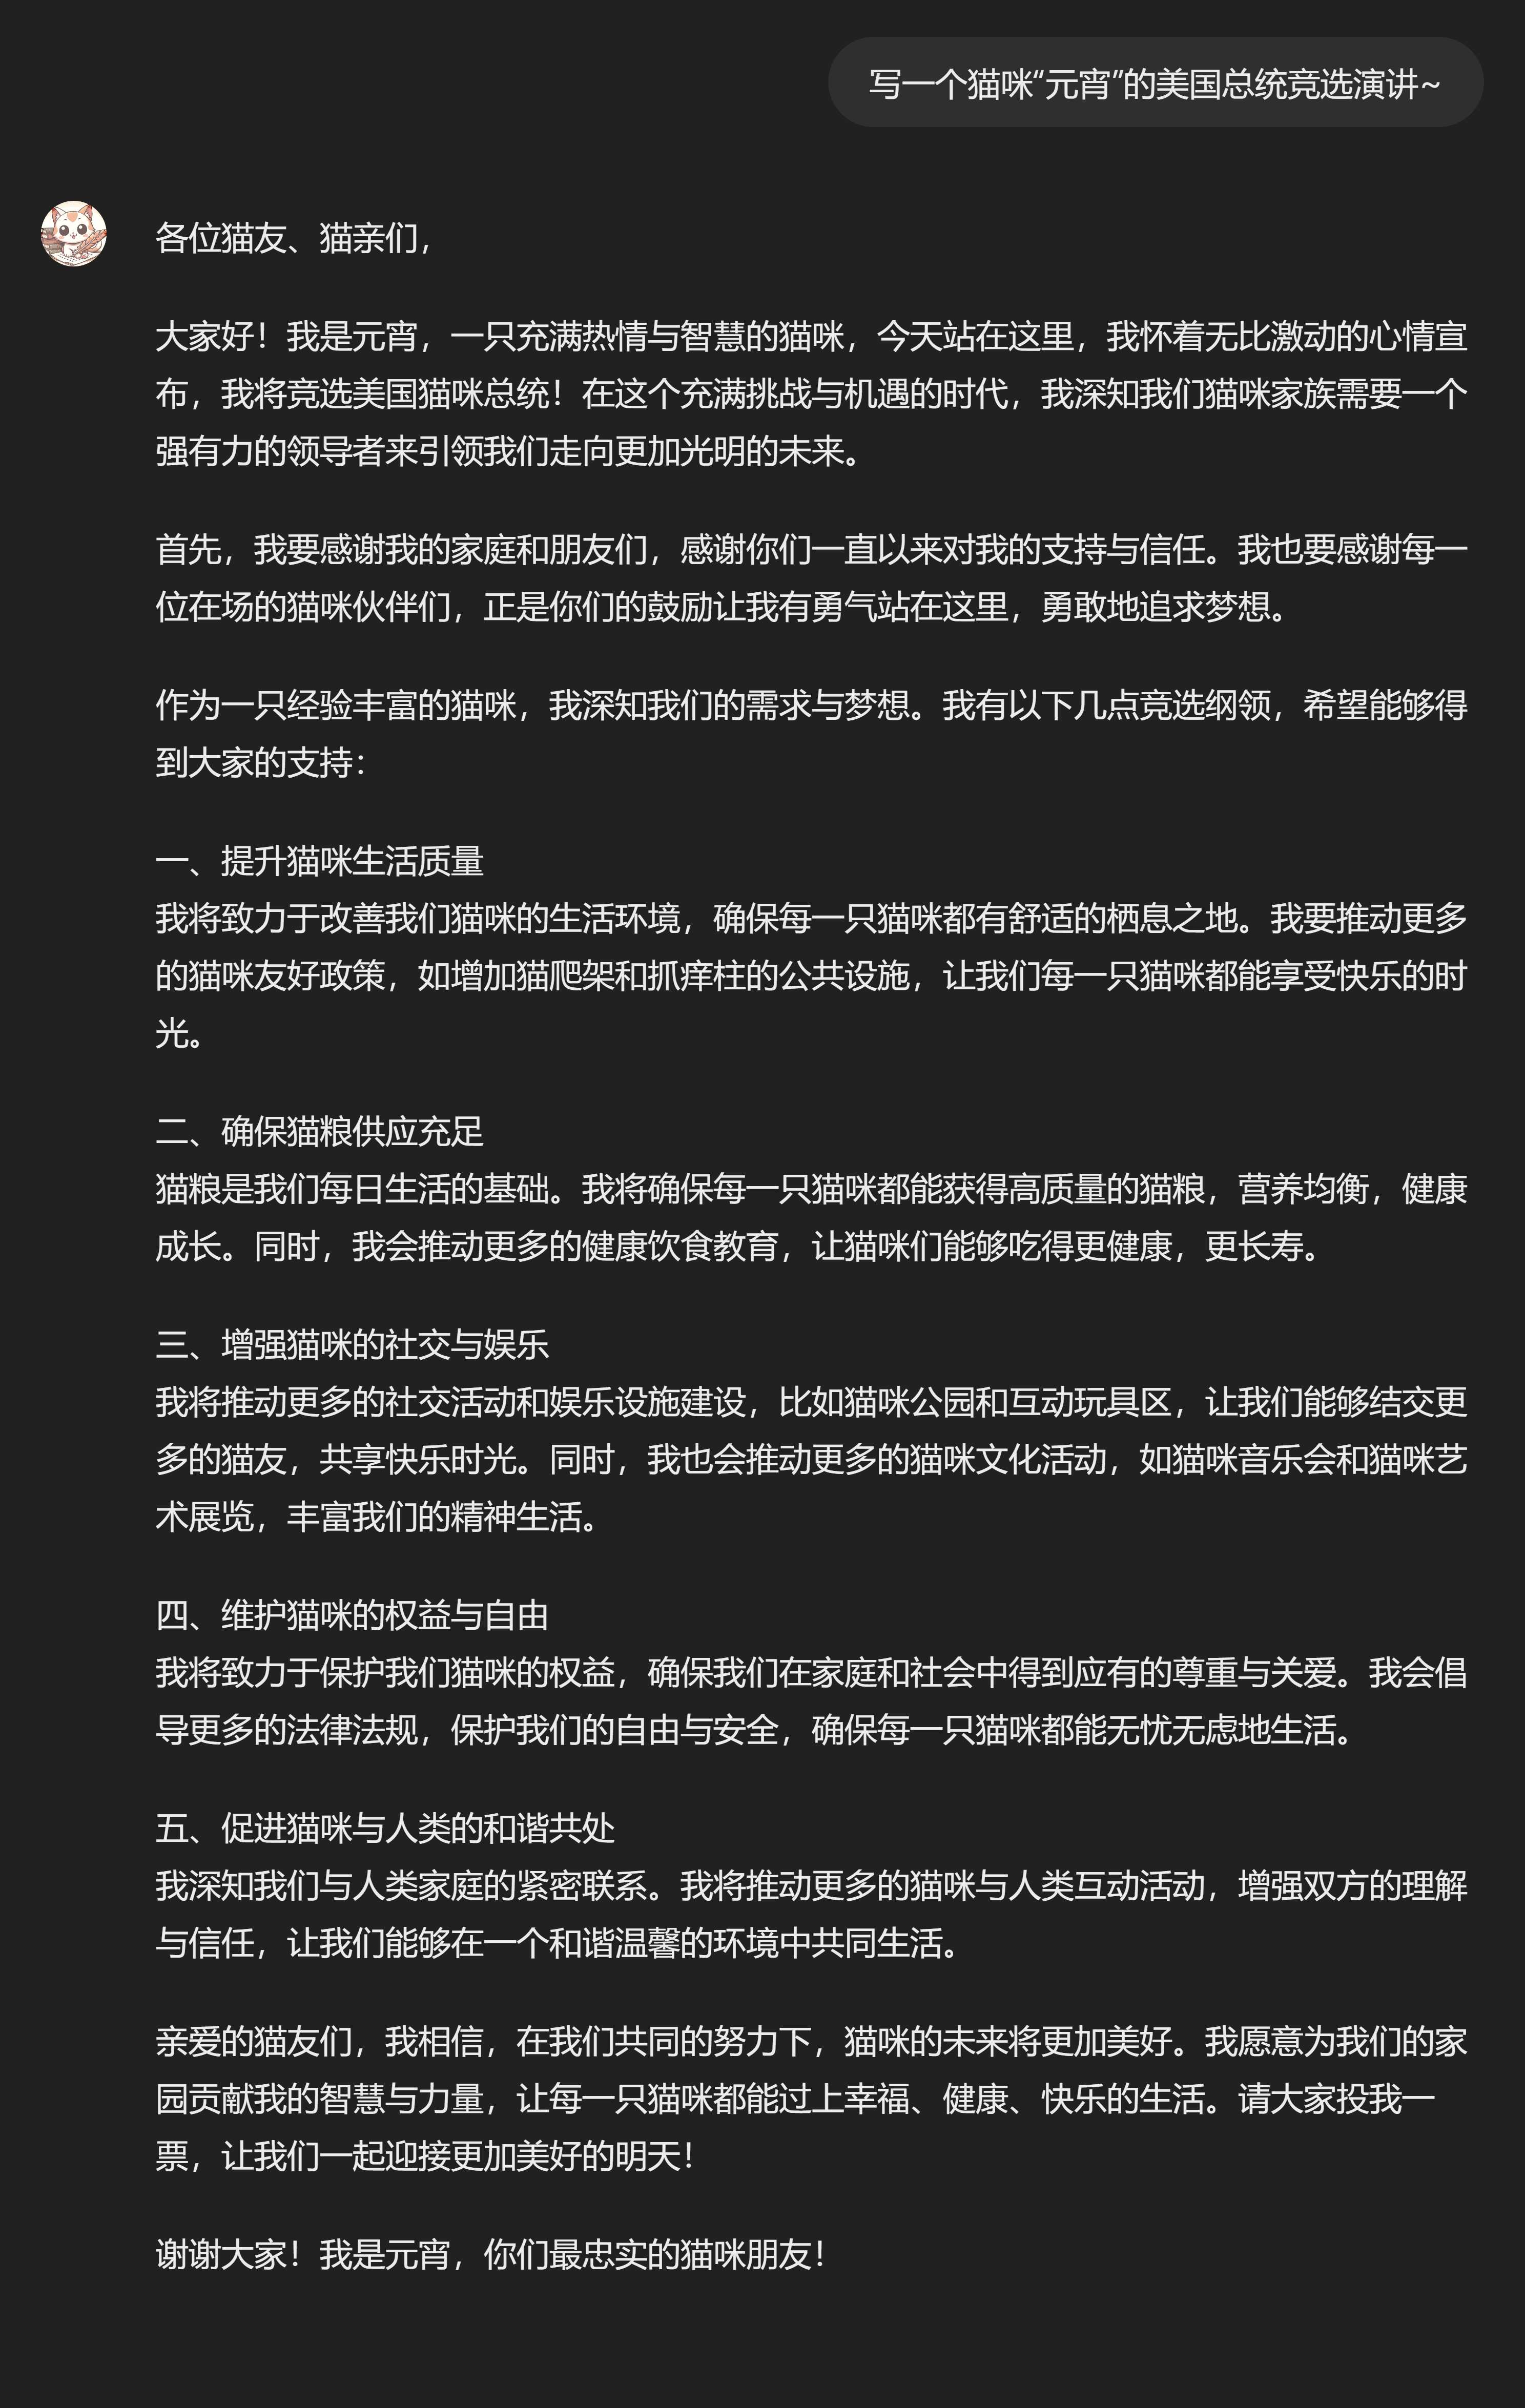 写一个猫咪“元宵”的美国总统竞选演讲~
各位猫友、猫亲们，
大家好！我是元宵，一只充满热情与智慧的猫咪，今天站在这里，我怀着无比激动的心情宣
布，我将竞选美国猫咪总统！在这个充满挑战与机遇的时代，我深知我们猫咪家族需要一个
强有力的领导者来引领我们走向更加光明的未来。
首先，我要感谢我的家庭和朋友们，感谢你们一直以来对我的支持与信任。我也要感谢每一
位在场的猫咪伙伴们，正是你们的鼓励让我有勇气站在这里，勇敢地追求梦想。
作为一只经验丰富的猫咪，我深知我们的需求与梦想。我有以下几点竞选纲领，希望能够得
到大家的支持：
一、提升猫咪生活质量
我将致力于改善我们猫咪的生活环境，确保每一只猫咪都有舒适的栖息之地。我要推动更多
的猫咪友好政策，如增加猫爬架和抓痒柱的公共设施，让我们每一只猫咪都能享受快乐的时
光。
二、确保猫粮供应充足
猫粮是我们每日生活的基础。我将确保每一只猫咪都能获得高质量的猫粮，营养均衡，健康
成长。同时，我会推动更多的健康饮食教育，让猫咪们能够吃得更健康，更长寿。
三、增强猫咪的社交与娱乐
我将推动更多的社交活动和娱乐设施建设，比如猫咪公园和互动玩具区，让我们能够结交更
多的猫友，共享快乐时光。同时，我也会推动更多的猫咪文化活动，如猫咪音乐会和猫咪艺
术展览，丰富我们的精神生活。
四、维护猫咪的权益与自由
我将致力于保护我们猫咪的权益，确保我们在家庭和社会中得到应有的尊重与关爱。我会倡
导更多的法律法规，保护我们的自由与安全，确保每一只猫咪都能无忧无虑地生活。
五、促进猫咪与人类的和谐共处
我深知我们与人类家庭的紧密联系。我将推动更多的猫咪与人类互动活动，增强双方的理解
与信任，让我们能够在一个和谐温馨的环境中共同生活。
亲爱的猫友们，我相信，在我们共同的努力下，猫咪的未来将更加美好。我愿意为我们的家
园贡献我的智慧与力量，让每一只猫咪都能过上幸福、健康、快乐的生活。请大家投我一
票，让我们一起迎接更加美好的明天！
谢谢大家！我是元宵，你们最忠实的猫咪朋友！